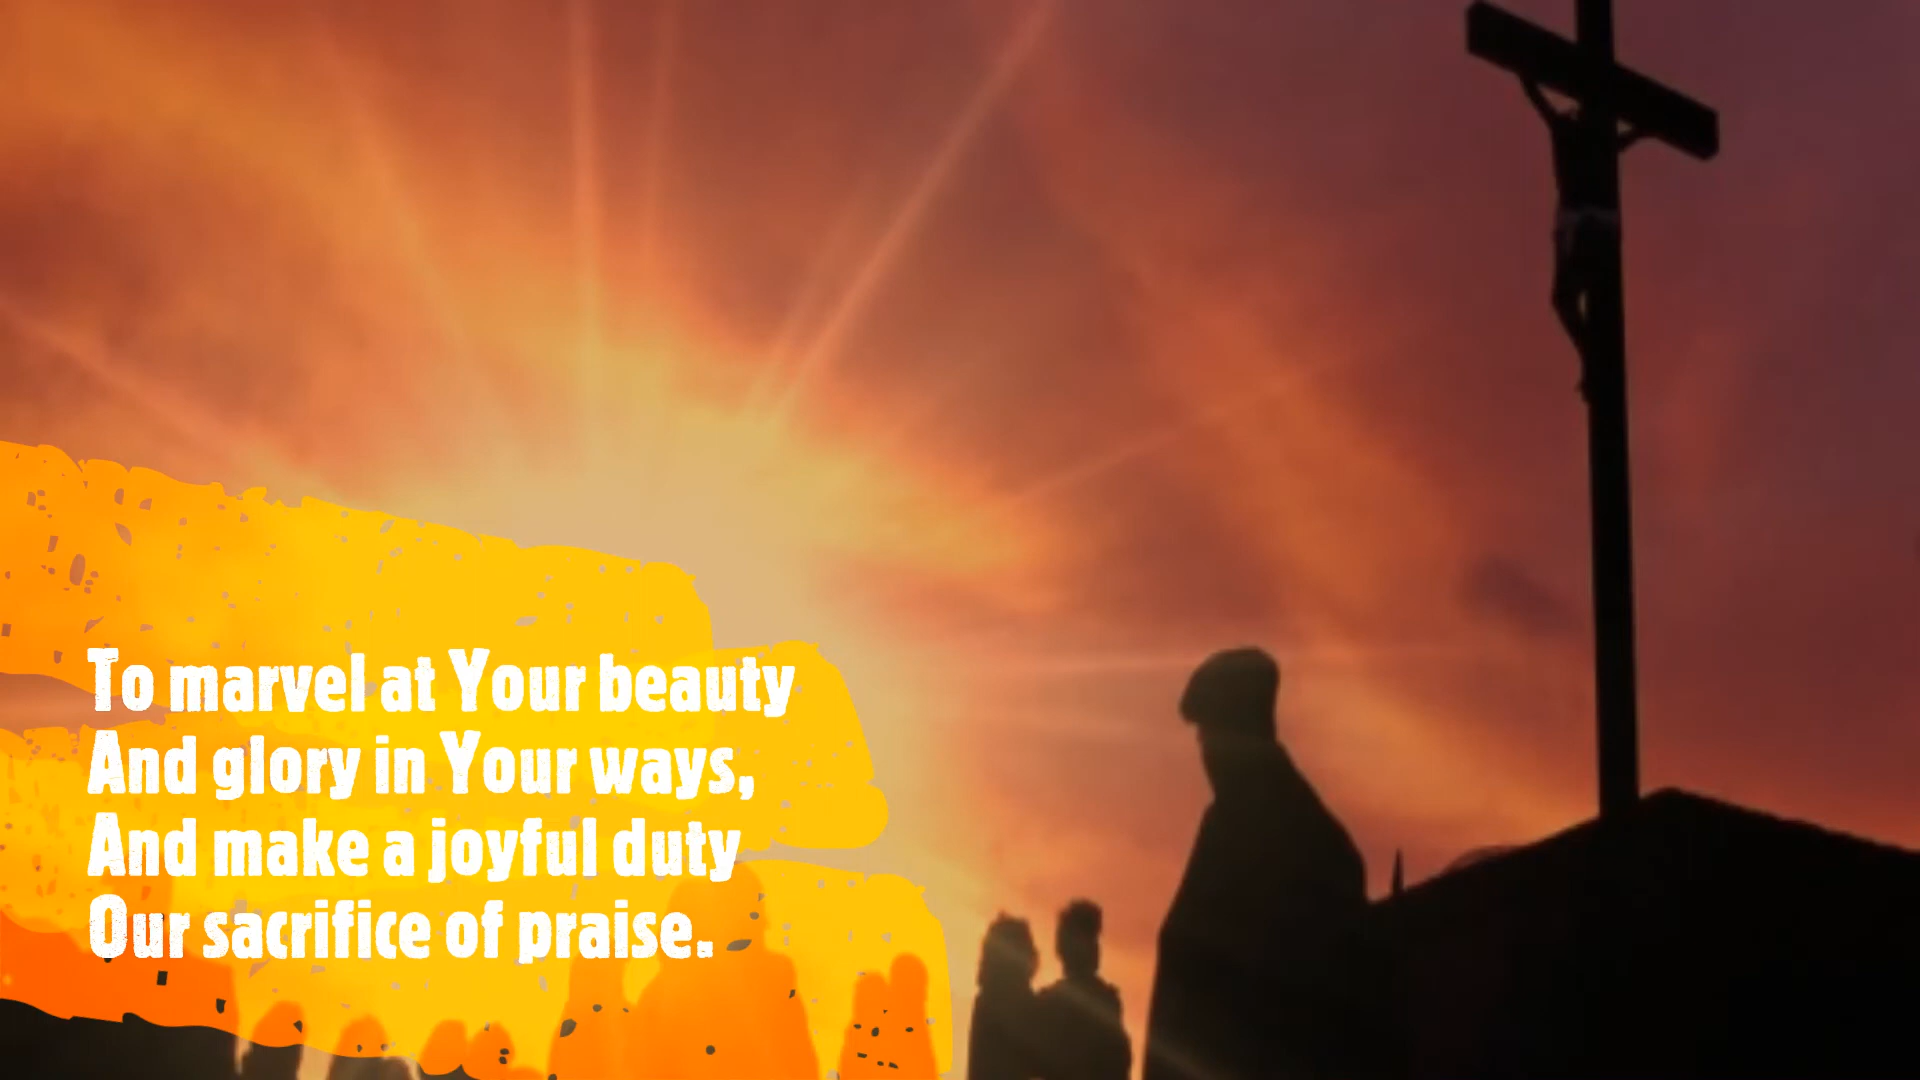 To marvel at Your beauty
And glory in Your ways,
And make a joyful duty
Our sacrifice of praise.